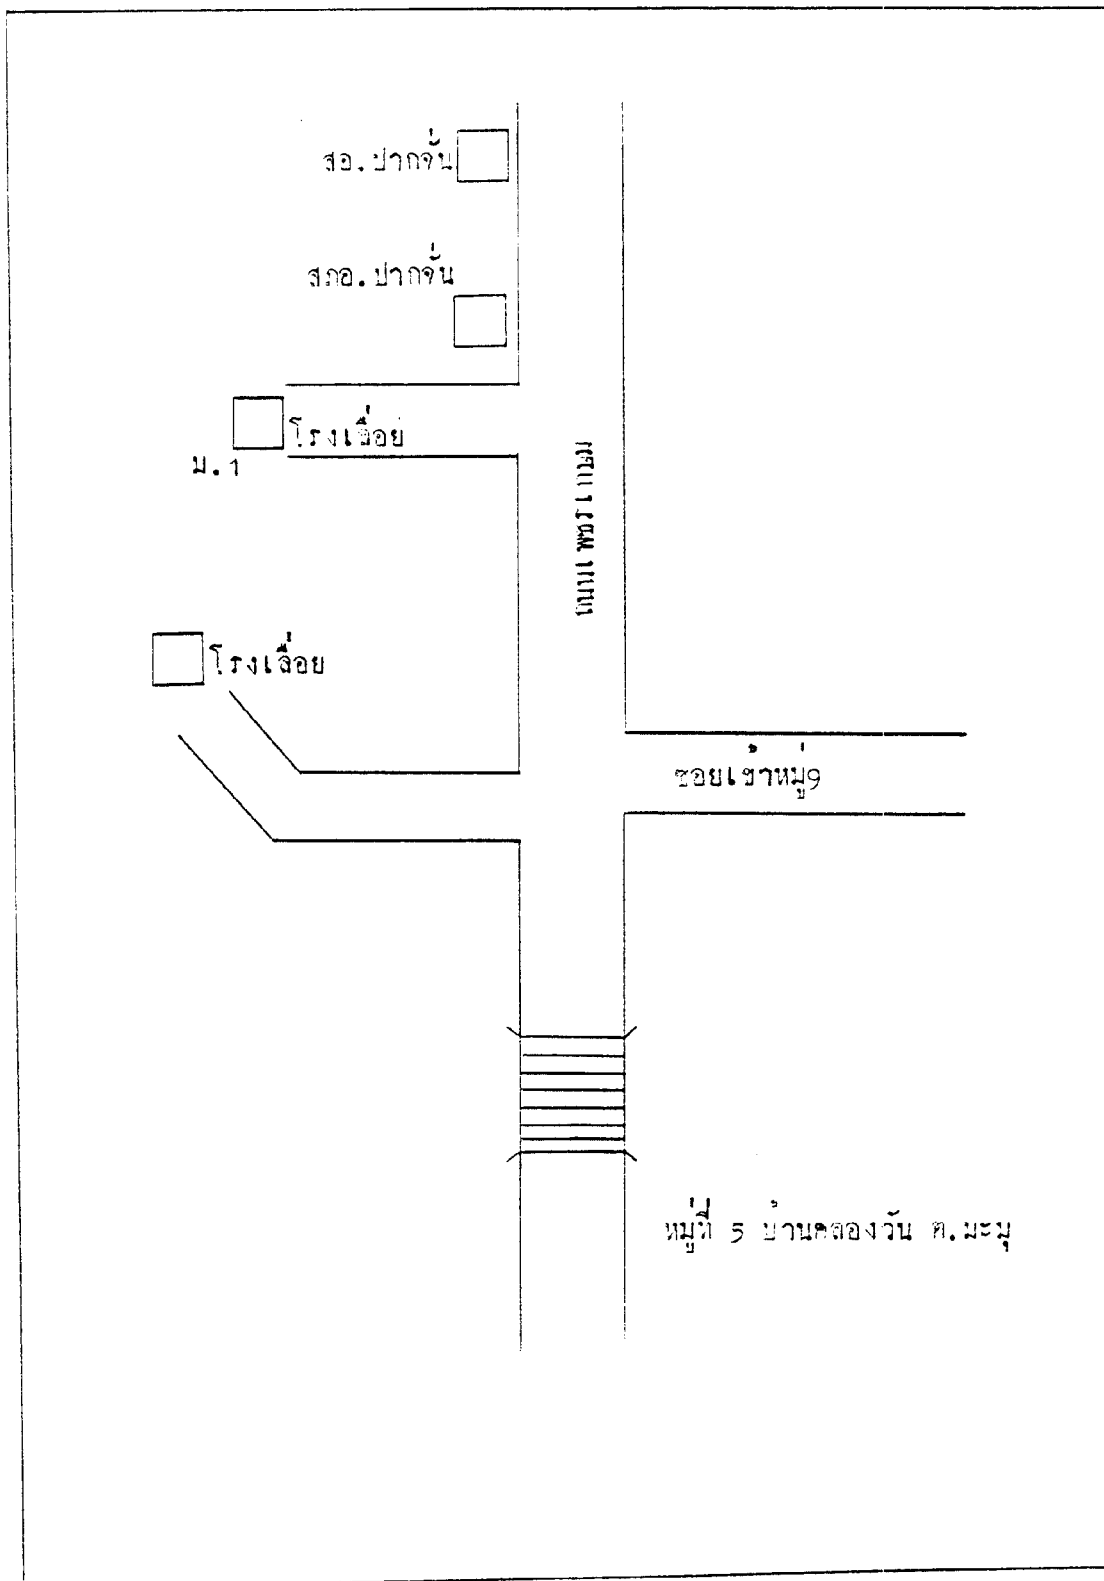 สอ.ปากจั่น
สภอ.ปากจั่น
โรงเลื่อย
ม.1
ถนนเพชรเกษม
โรงเลื่อย
ซอยเข้าหมู่9
หมู่ที่ 5 บ้านคลองวัน ต.มะมุ